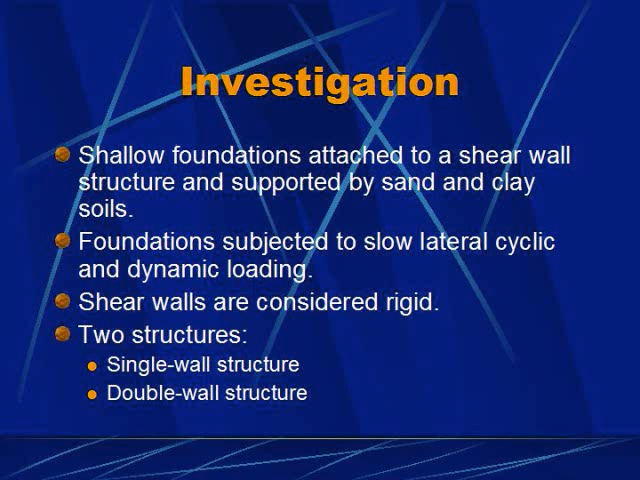 Investigation
Shallow foundations attached to a shear wall
structure and supported by sand and clay
soils.
Foundations subjected to slow lateral cyclic
and dynamic loading.
Shear walls are considered rigid.
Two structures:
Single-wall structure
Double-wall structure